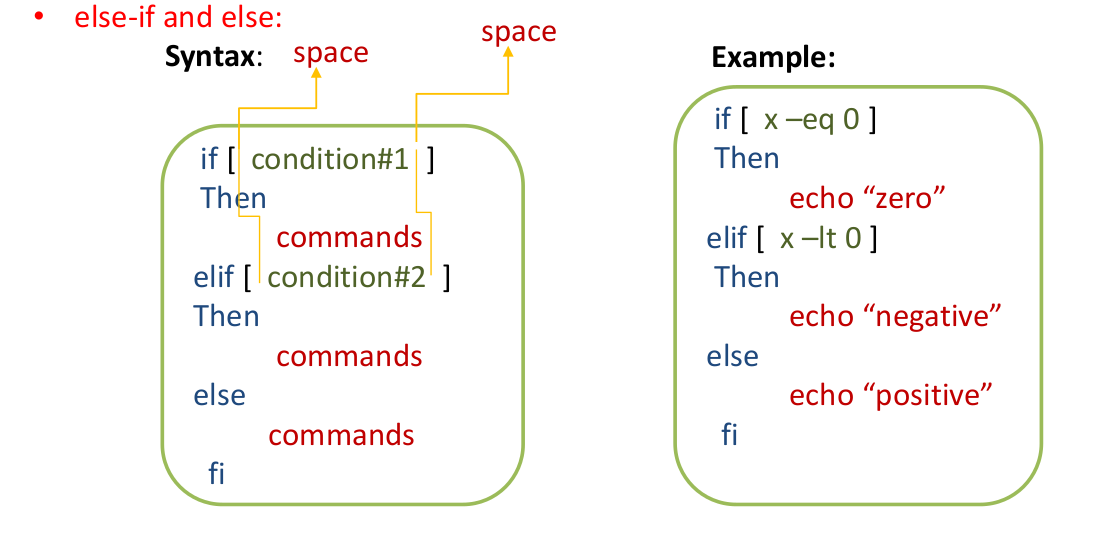 • else-if and else:
Syntax: space
space
if [ condition#1 ]
Then
commands
elif [ condition#2 ]
Then
commands
else
commands
fi
Example:
if [ x –eq 0 ]
Then
echo “zero”
elif [ x –lt 0 ]
Then
echo “negative”
else
echo “positive”
fi